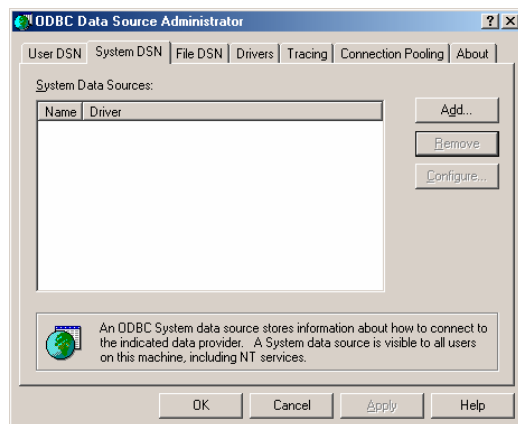 ODBC Data Source Administrator
User DSN System DSN File DSN Drivers Tracing Connection Pooling About
System Data Sources:
Name Driver
Add...
Remove
Configure...
An ODBC System data source stores information about how to connect to
the indicated data provider. A System data source is visible to all users
on this machine, including NT services.
OK Cancel Apply Help